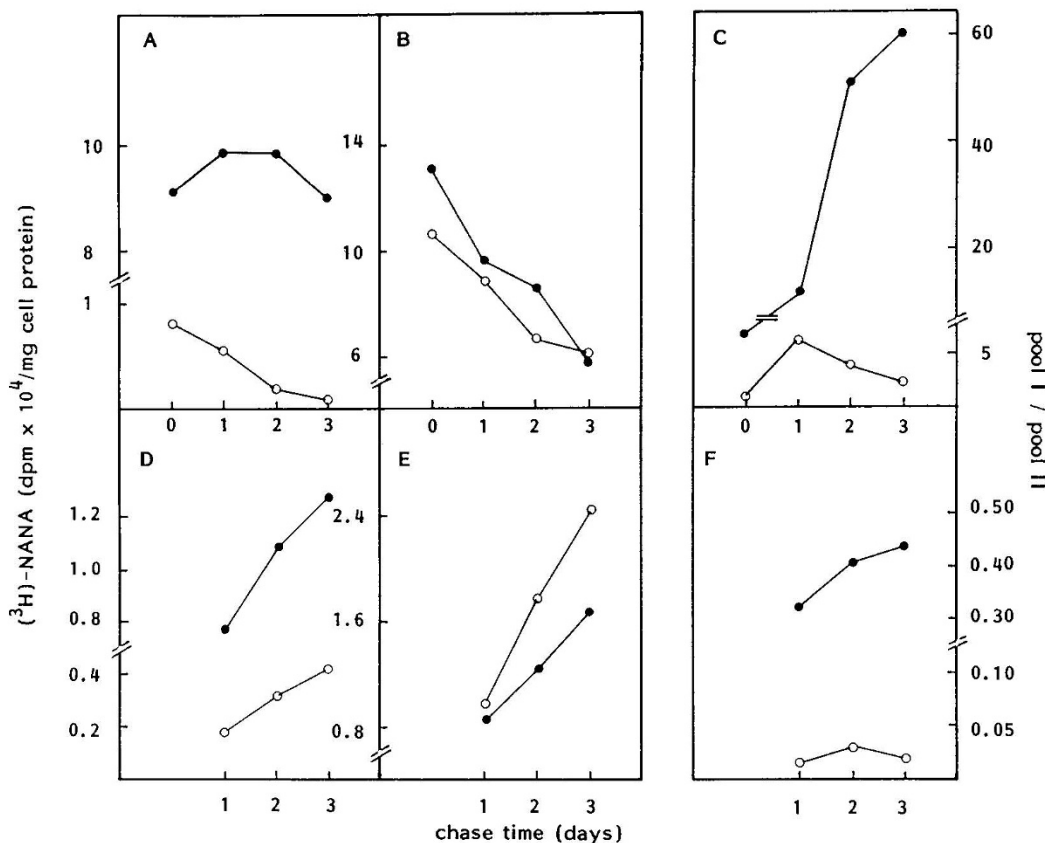 A
B
C
60
10
14
40
8
10
20
1
6
5
0 1 2 3
0 1 2 3
0 1 2 3
D
E
F
1.2
2.4
0.50
1.0
0.40
0.8
1.6
0.30
0.4
0.10
0.2
0.8
0.05
1 2 3
1 2 3
1 2 3
chase time (days)
(³H)-NANA (dpm x 10⁴/mg cell protein)
pool I / pool II